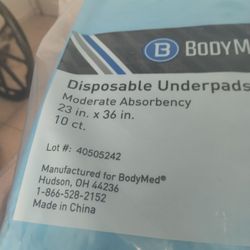 B BODYMED
Disposable Underpads
Moderate Absorbency
23 in. x 36 in.
10 ct.
Lot #: 40505242
Manufactured for BodyMed®
Hudson, OH 44236
1-866-528-2152
Made in China